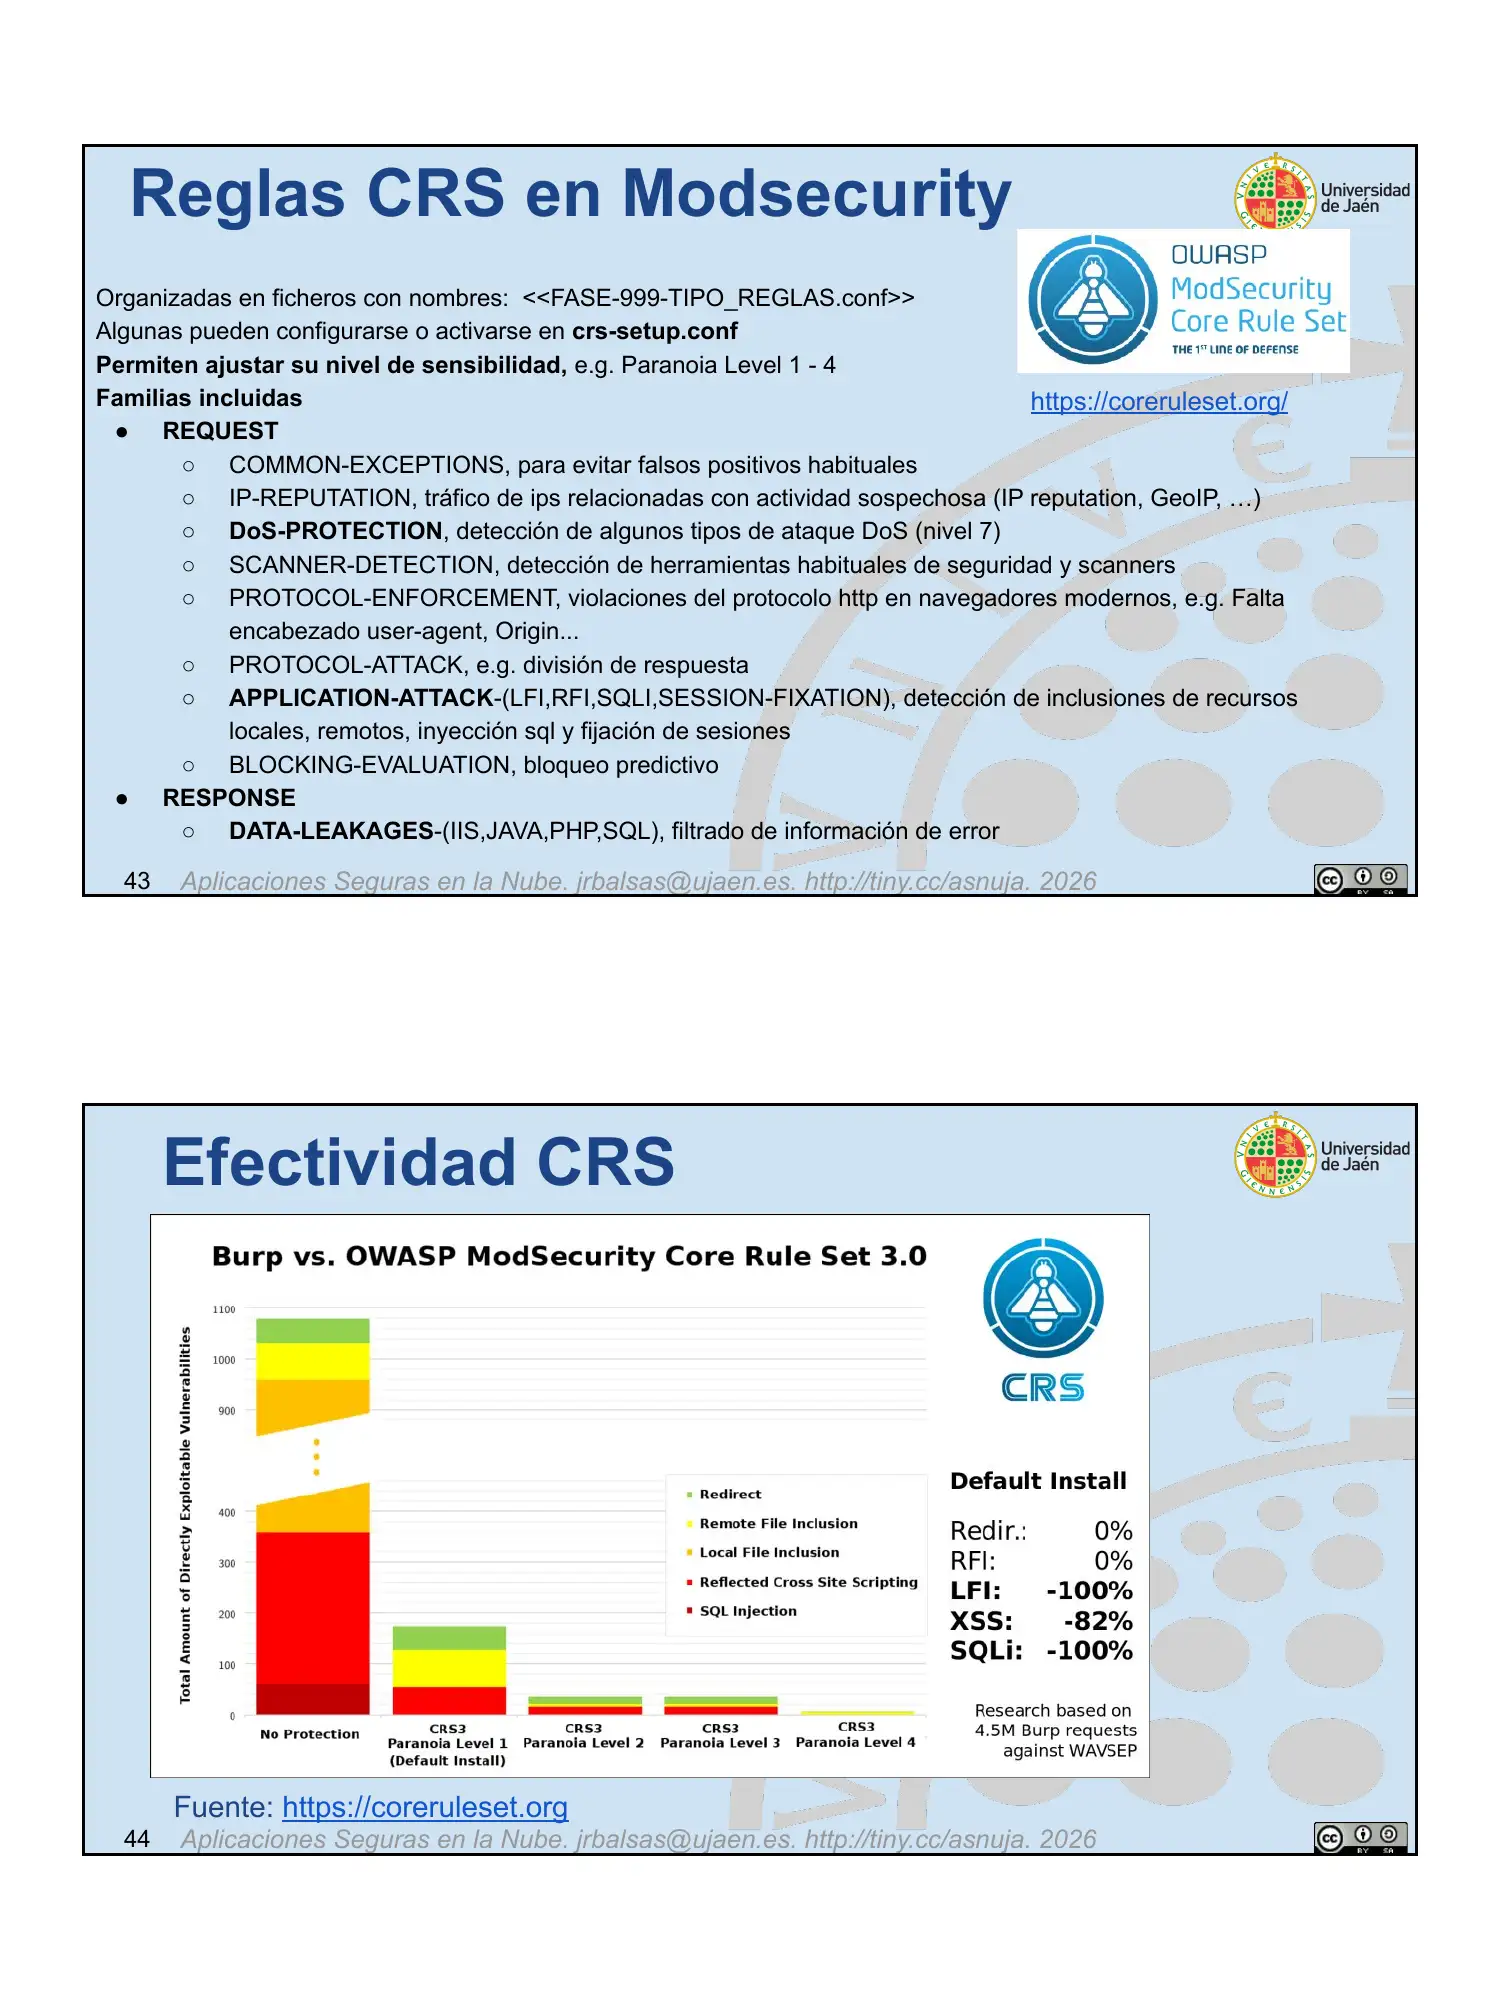 Reglas CRS en Modsecurity
Universidad
de Jaén
OWASP
ModSecurity
Core Rule Set
THE 1ST LINE OF DEFENSE
https://coreruleset.org/
Organizadas en ficheros con nombres: <<FASE-999-TIPO_REGLAS.conf>>
Algunas pueden configurarse o activarse en crs-setup.conf
Permiten ajustar su nivel de sensibilidad, e.g. Paranoia Level 1 - 4
Familias incluidas
● REQUEST
○ COMMON-EXCEPTIONS, para evitar falsos positivos habituales
○ IP-REPUTATION, tráfico de ips relacionadas con actividad sospechosa (IP reputation, GeoIP, …)
○ DoS-PROTECTION, detección de algunos tipos de ataque DoS (nivel 7)
○ SCANNER-DETECTION, detección de herramientas habituales de seguridad y scanners
○ PROTOCOL-ENFORCEMENT, violaciones del protocolo http en navegadores modernos, e.g. Falta
encabezado user-agent, Origin...
○ PROTOCOL-ATTACK, e.g. división de respuesta
○ APPLICATION-ATTACK-(LFI,RFI,SQLI,SESSION-FIXATION), detección de inclusiones de recursos
locales, remotos, inyección sql y fijación de sesiones
○ BLOCKING-EVALUATION, bloqueo predictivo
● RESPONSE
○ DATA-LEAKAGES-(IIS,JAVA,PHP,SQL), filtrado de información de error
43 Aplicaciones Seguras en la Nube. jrbalsas@ujaen.es. http://tiny.cc/asnuja. 2026
cc
BY SA
Efectividad CRS
Universidad
de Jaén
Burp vs. OWASP ModSecurity Core Rule Set 3.0
CRS
Total Amount of Directly Exploitable Vulnerabilities
1100
1000
900
400
300
200
100
0
Redirect
Remote File Inclusion
Local File Inclusion
Reflected Cross Site Scripting
SQL Injection
No Protection
CRS3
Paranoia Level 1
(Default Install)
CRS3
Paranoia Level 2
CRS3
Paranoia Level 3
CRS3
Paranoia Level 4
Default Install
Redir.: 0%
RFI: 0%
LFI: -100%
XSS: -82%
SQLi: -100%
Research based on
4.5M Burp requests
against WAVSEP
Fuente: https://coreruleset.org
44 Aplicaciones Seguras en la Nube. jrbalsas@ujaen.es. http://tiny.cc/asnuja. 2026
cc
BY SA